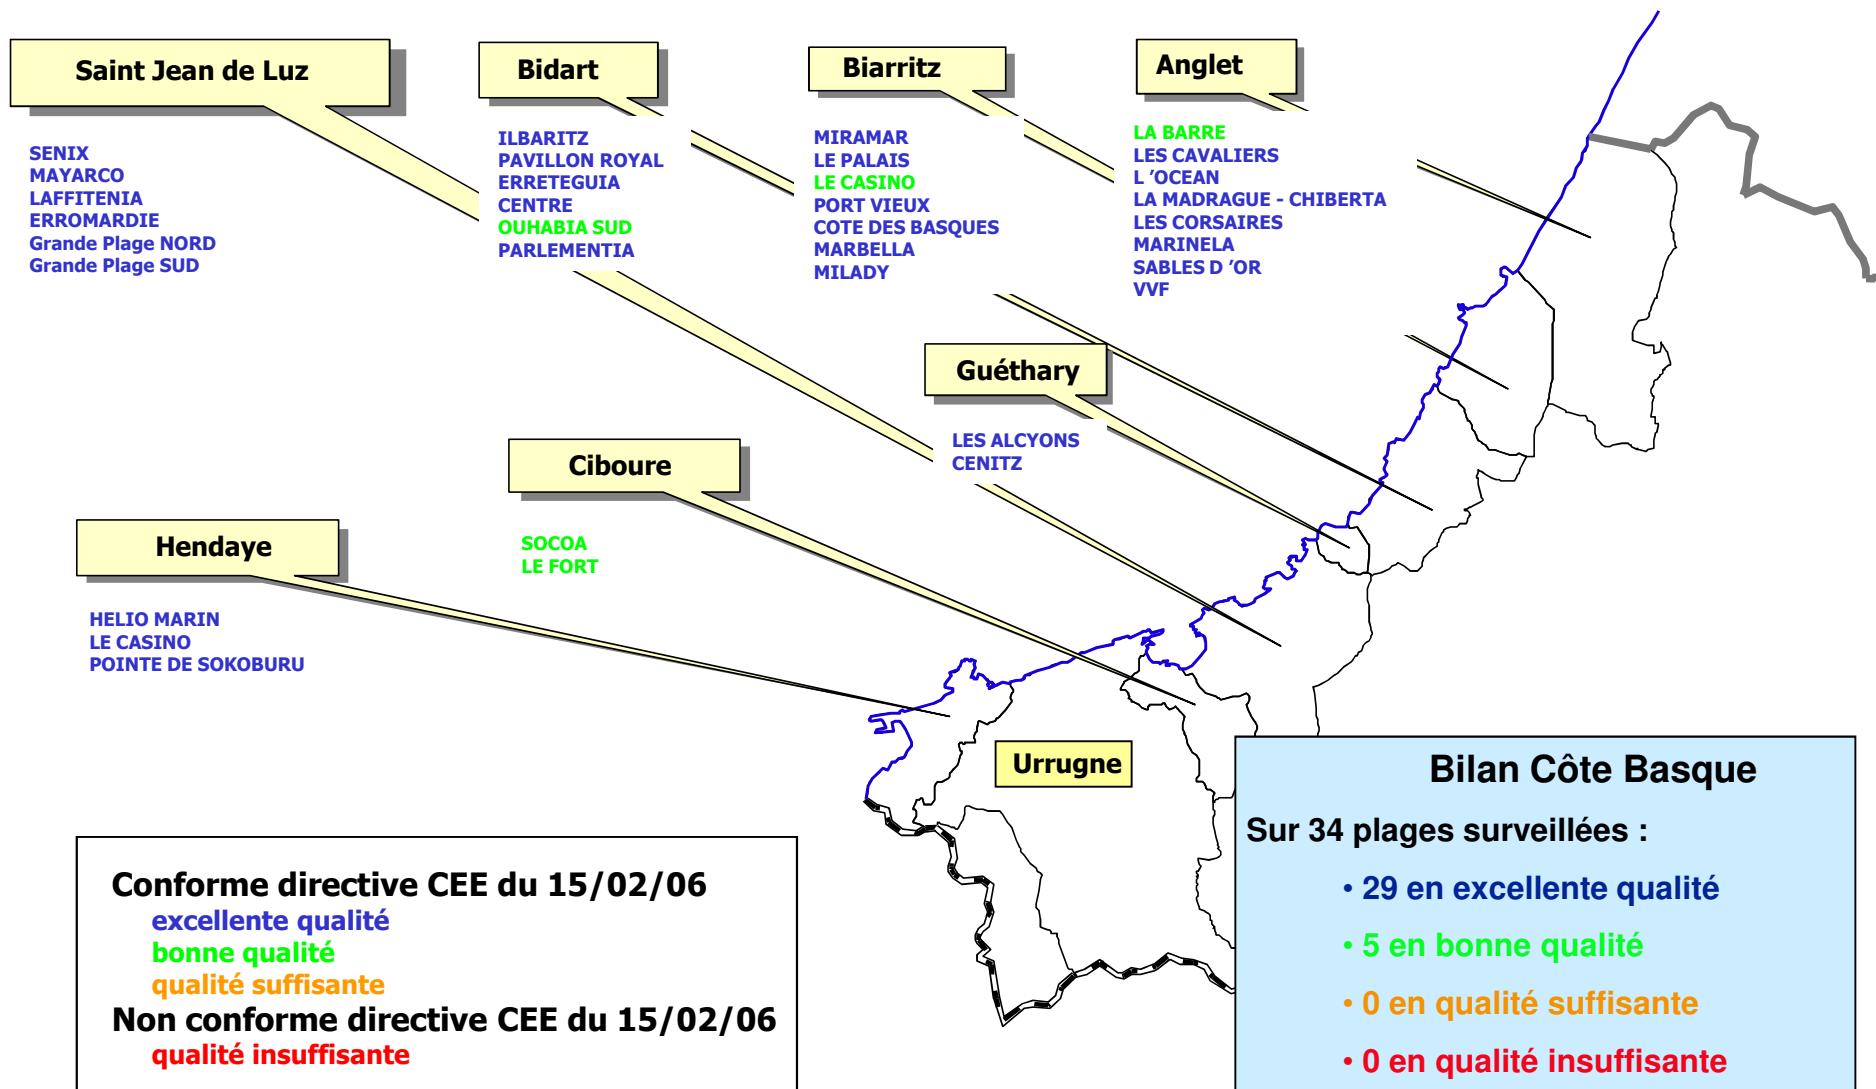 Saint Jean de Luz
SENIX
MAYARCO
LAFFITENIA
ERROMARDIE
Grande Plage NORD
Grande Plage SUD
Bidart
ILBARITZ
PAVILLON ROYAL
ERRETEGUIA
CENTRE
OUHABIA SUD
PARLEMENTIA
Biarritz
MIRAMAR
LE PALAIS
LE CASINO
PORT VIEUX
COTE DES BASQUES
MARBELLA
MILADY
Anglet
LA BARRE
LES CAVALIERS
L ’OCEAN
LA MADRAGUE - CHIBERTA
LES CORSAIRES
MARINELA
SABLES D ’OR
VVF
Guéthary
LES ALCYONS
CENITZ
Ciboure
SOCOA
LE FORT
Hendaye
HELIO MARIN
LE CASINO
POINTE DE SOKOBURU
Urrugne
Conforme directive CEE du 15/02/06
excellente qualité
bonne qualité
qualité suffisante
Non conforme directive CEE du 15/02/06
qualité insuffisante
Bilan Côte Basque
Sur 34 plages surveillées :
• 29 en excellente qualité
• 5 en bonne qualité
• 0 en qualité suffisante
• 0 en qualité insuffisante